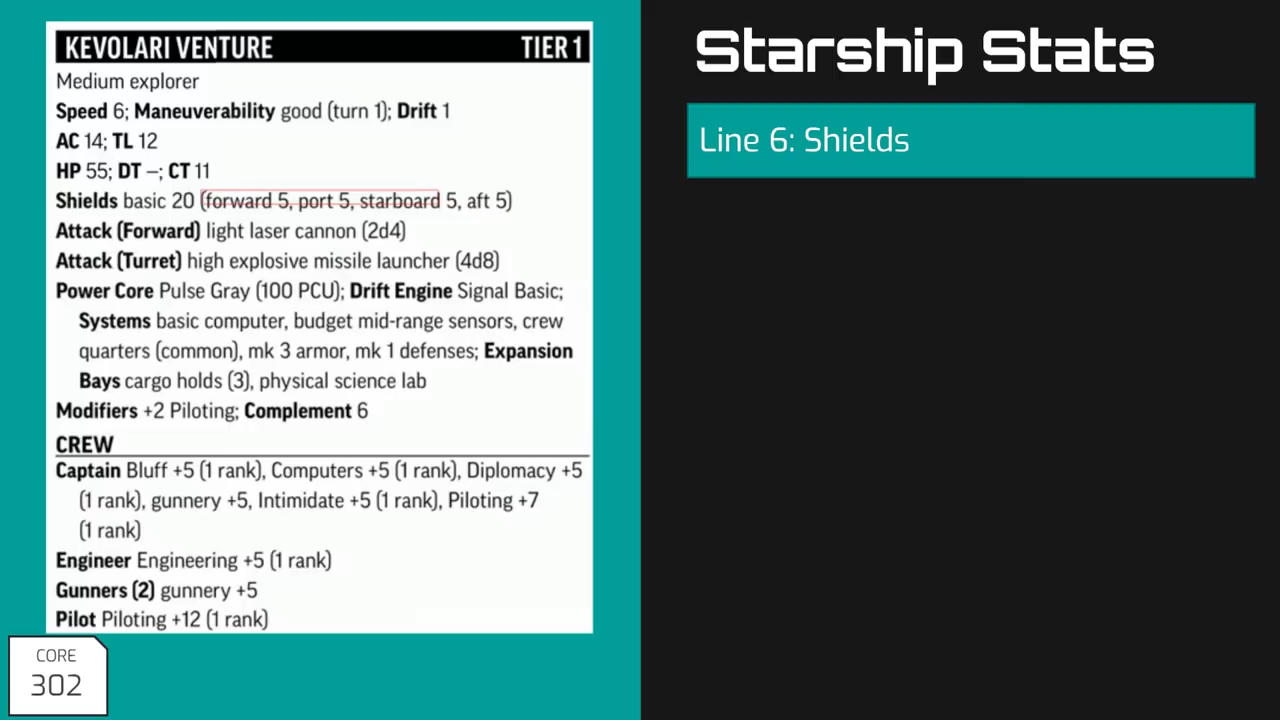 KEVOLARI VENTURE TIER 1
Medium explorer
Speed 6; Maneuverability good (turn 1); Drift 1
AC 14; TL 12
HP 55; DT –; CT 11
Shields basic 20 (forward 5, port 5, starboard 5, aft 5)
Attack (Forward) light laser cannon (2d4)
Attack (Turret) high explosive missile launcher (4d8)
Power Core Pulse Gray (100 PCU); Drift Engine Signal Basic;
Systems basic computer, budget mid-range sensors, crew
quarters (common), mk 3 armor, mk 1 defenses; Expansion
Bays cargo holds (3), physical science lab
Modifiers +2 Piloting; Complement 6
CREW
Captain Bluff +5 (1 rank), Computers +5 (1 rank), Diplomacy +5
(1 rank), gunnery +5, Intimidate +5 (1 rank), Piloting +7
(1 rank)
Engineer Engineering +5 (1 rank)
Gunners (2) gunnery +5
Pilot Piloting +12 (1 rank)
CORE
302
Starship Stats
Line 6: Shields